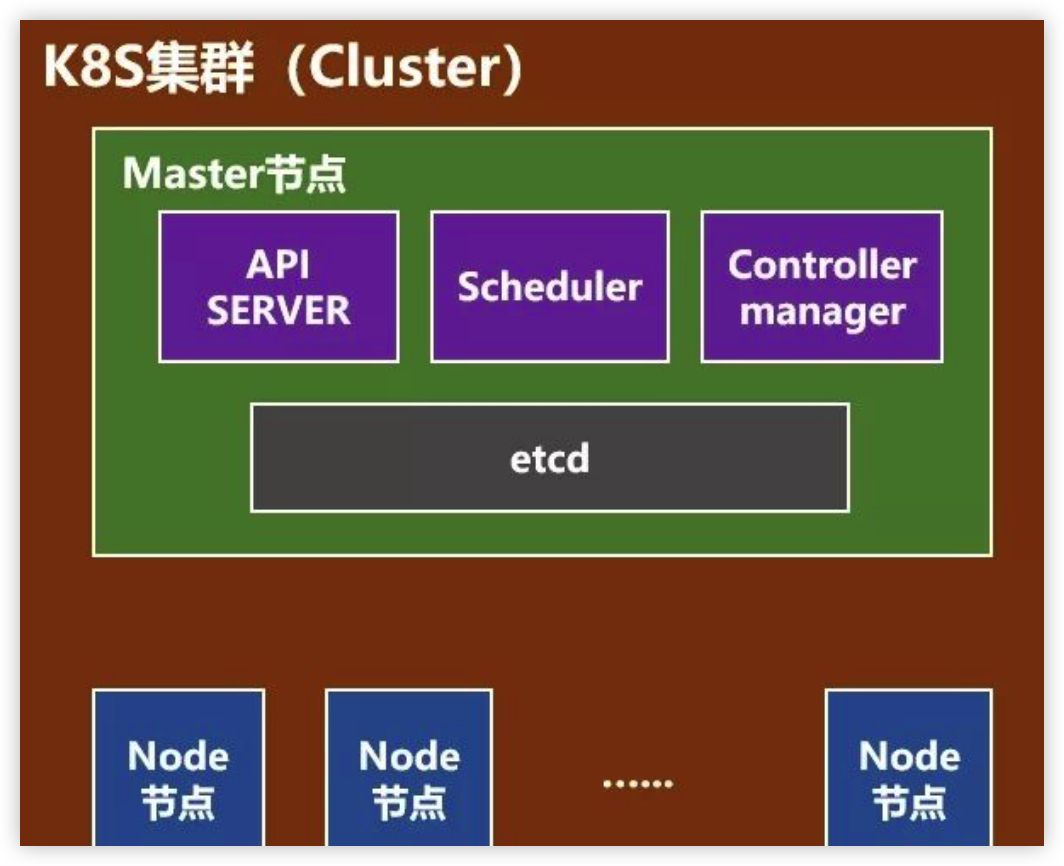 K8S集群（Cluster）
Master节点
API
SERVER
Scheduler
Controller
manager
etcd
Node
节点
Node
节点
......
Node
节点